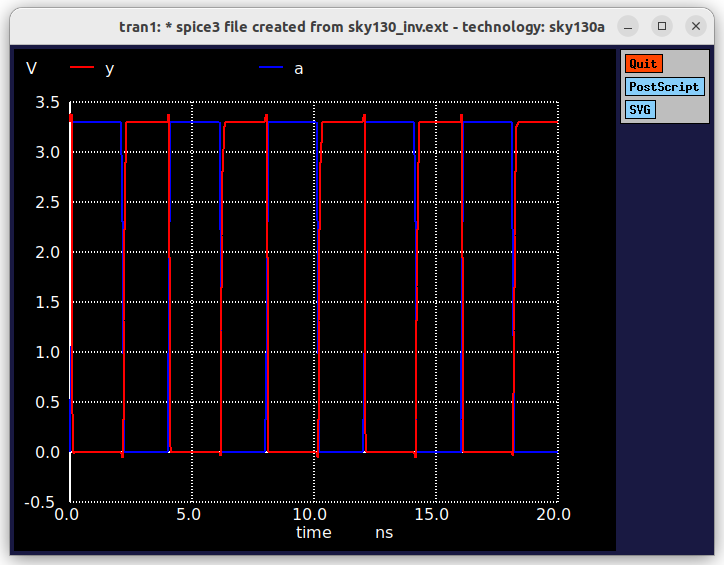 tran1: * spice3 file created from sky130_inv.ext - technology: sky130a
V y a
Quit
PostScript
SVG
3.5
3.0
2.5
2.0
1.5
1.0
0.5
0.0
-0.5
0.0 5.0 10.0 15.0 20.0
time ns